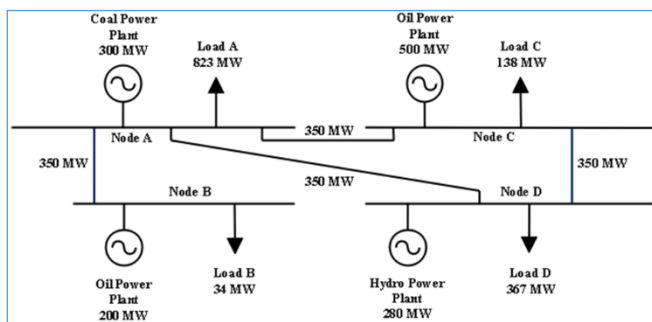 Coal Power
Plant
300 MW
Load A
823 MW
Oil Power
Plant
500 MW
Load C
138 MW
Node A
350 MW
Node C
350 MW
350 MW
350 MW
Node B
Node D
Oil Power
Plant
200 MW
Load B
34 MW
Hydro Power
Plant
280 MW
Load D
367 MW